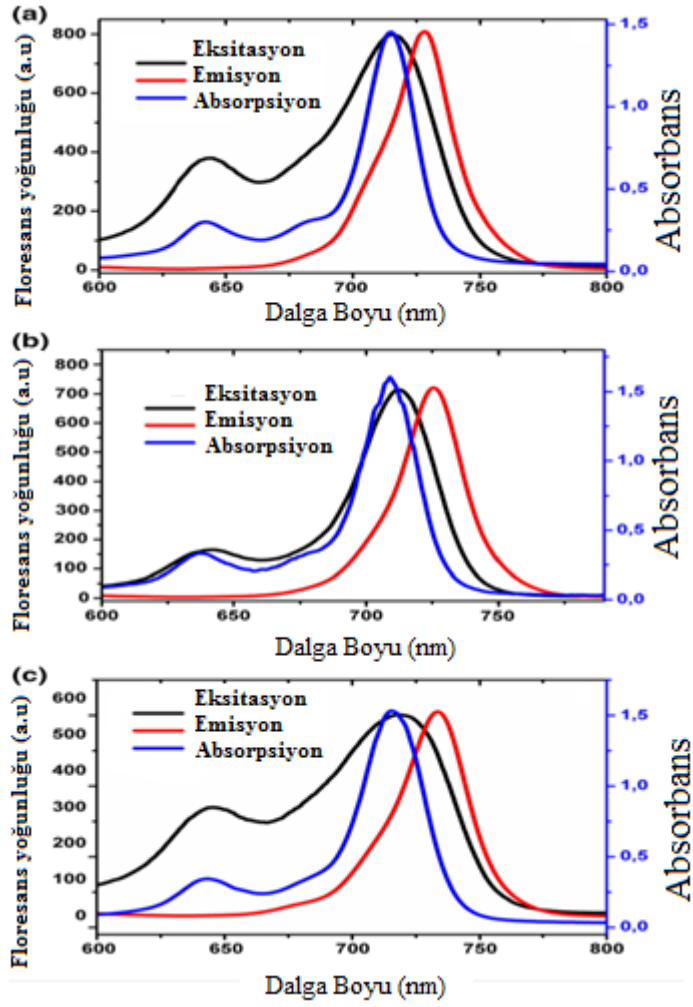 (a)
Floresans yoğunluğu (a.u)
800
600
400
200
0
Eksitasyon
Emisyon
Absorpsiyon
1,5
1,0
0,5
0,0
Absorbans
600 650 700 750 800
Dalga Boyu (nm)
(b)
Floresans yoğunluğu (a.u)
800
700
600
500
400
300
200
100
0
Eksitasyon
Emisyon
Absorpsiyon
1,5
1,0
0,5
0,0
Absorbans
600 650 700 750
Dalga Boyu (nm)
(c)
Floresans yoğunluğu (a.u)
600
500
400
300
200
100
0
Eksitasyon
Emisyon
Absorpsiyon
1,5
1,0
0,5
0,0
Absorbans
600 650 700 750 800
Dalga Boyu (nm)